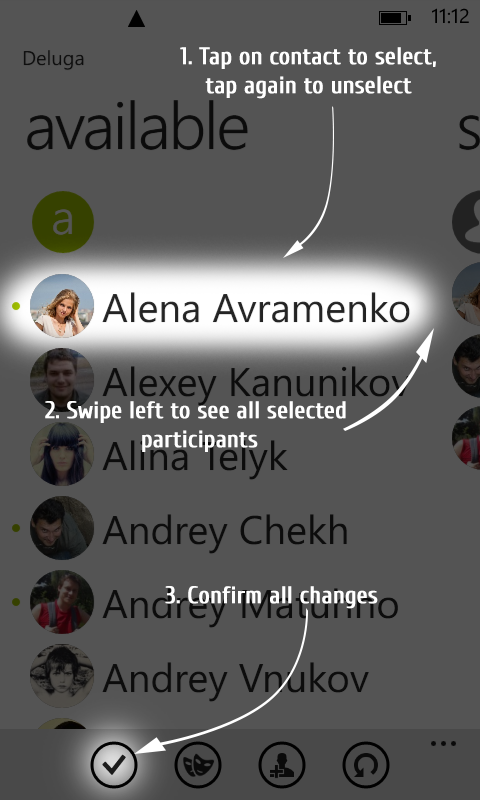 11:12
Deluga
1. Tap on contact to select,
tap again to unselect
available
s
a
Alena Avramenko
Alexey Kanunikov
2. Swipe left to see all selected
participants
Alina Telyk
Andrey Chekh
3. Confirm all changes
Andrey Matunno
Andrey Vnukov